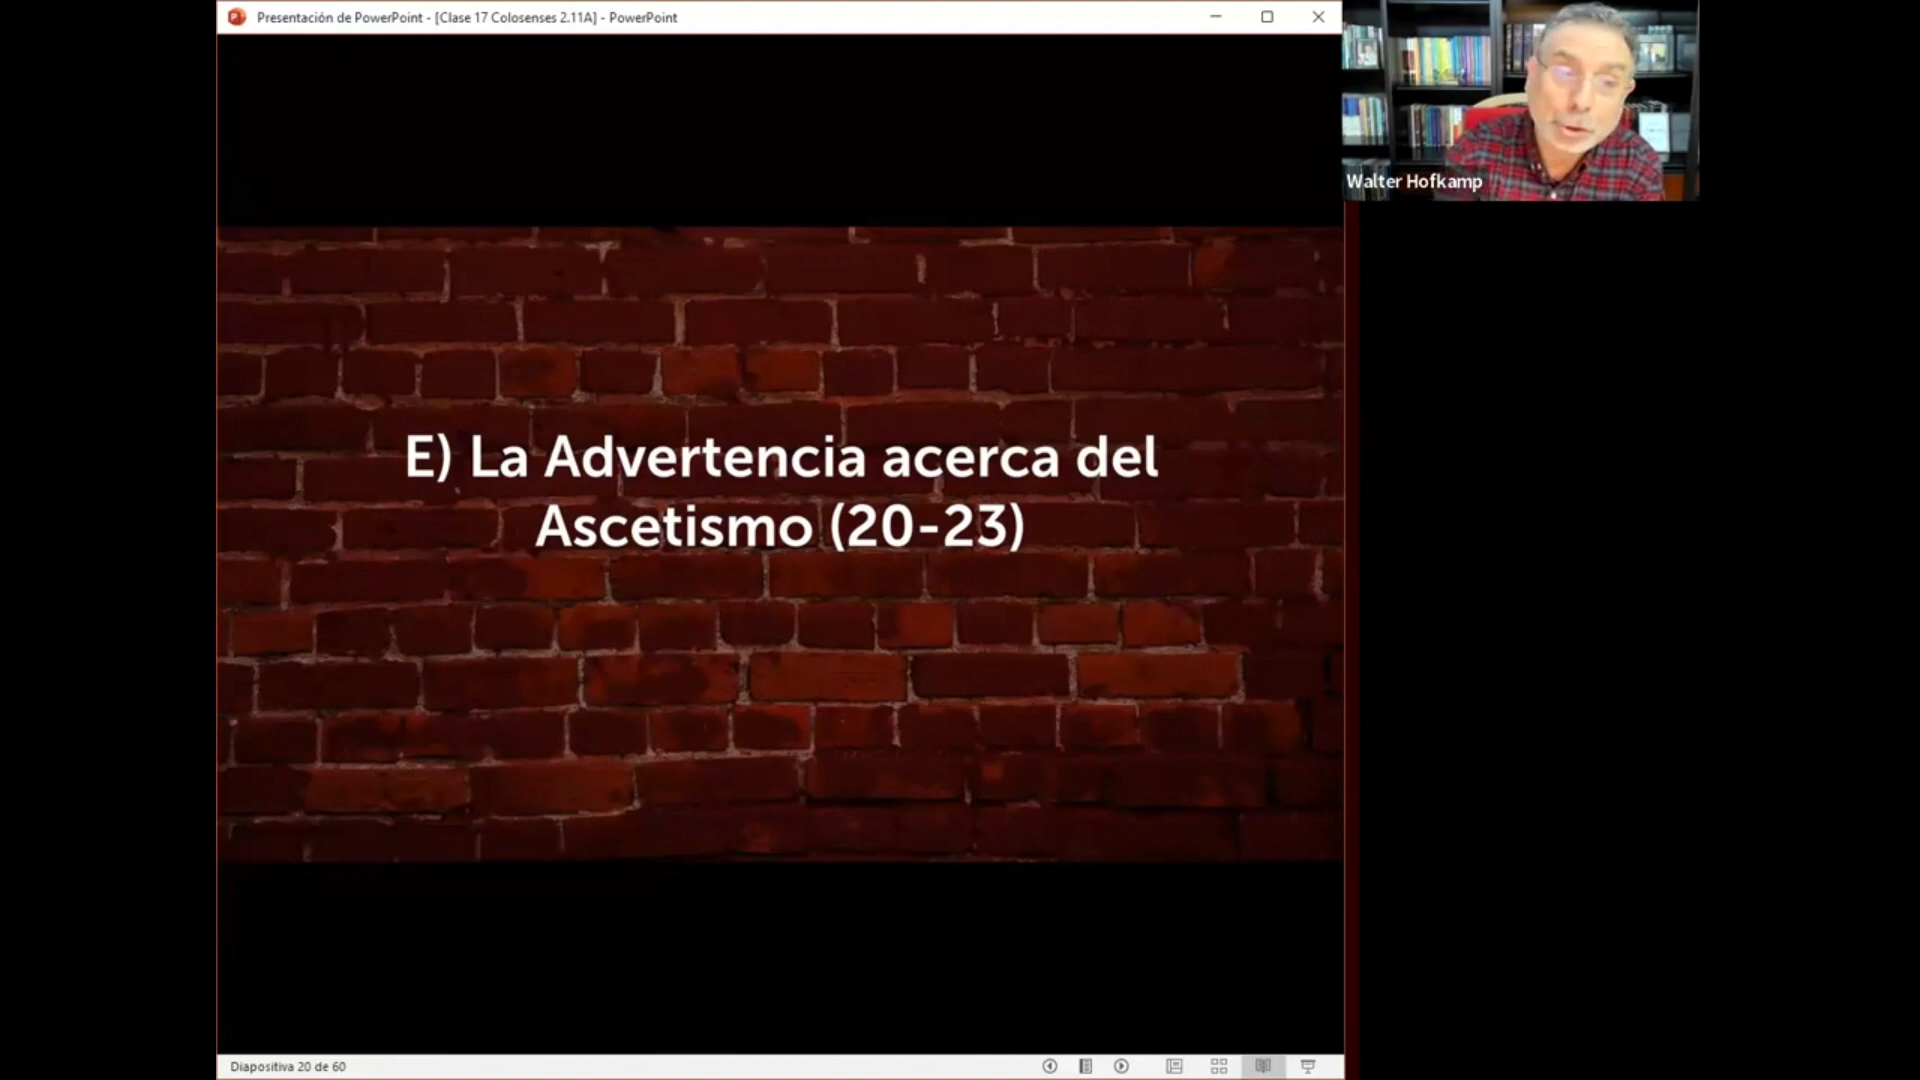 Presentación de PowerPoint - [Clase 17 Colosenses 2.11A] - PowerPoint
Walter Hofkamp
E) La Advertencia acerca del
Ascetismo (20-23)
Diapositiva 20 de 60